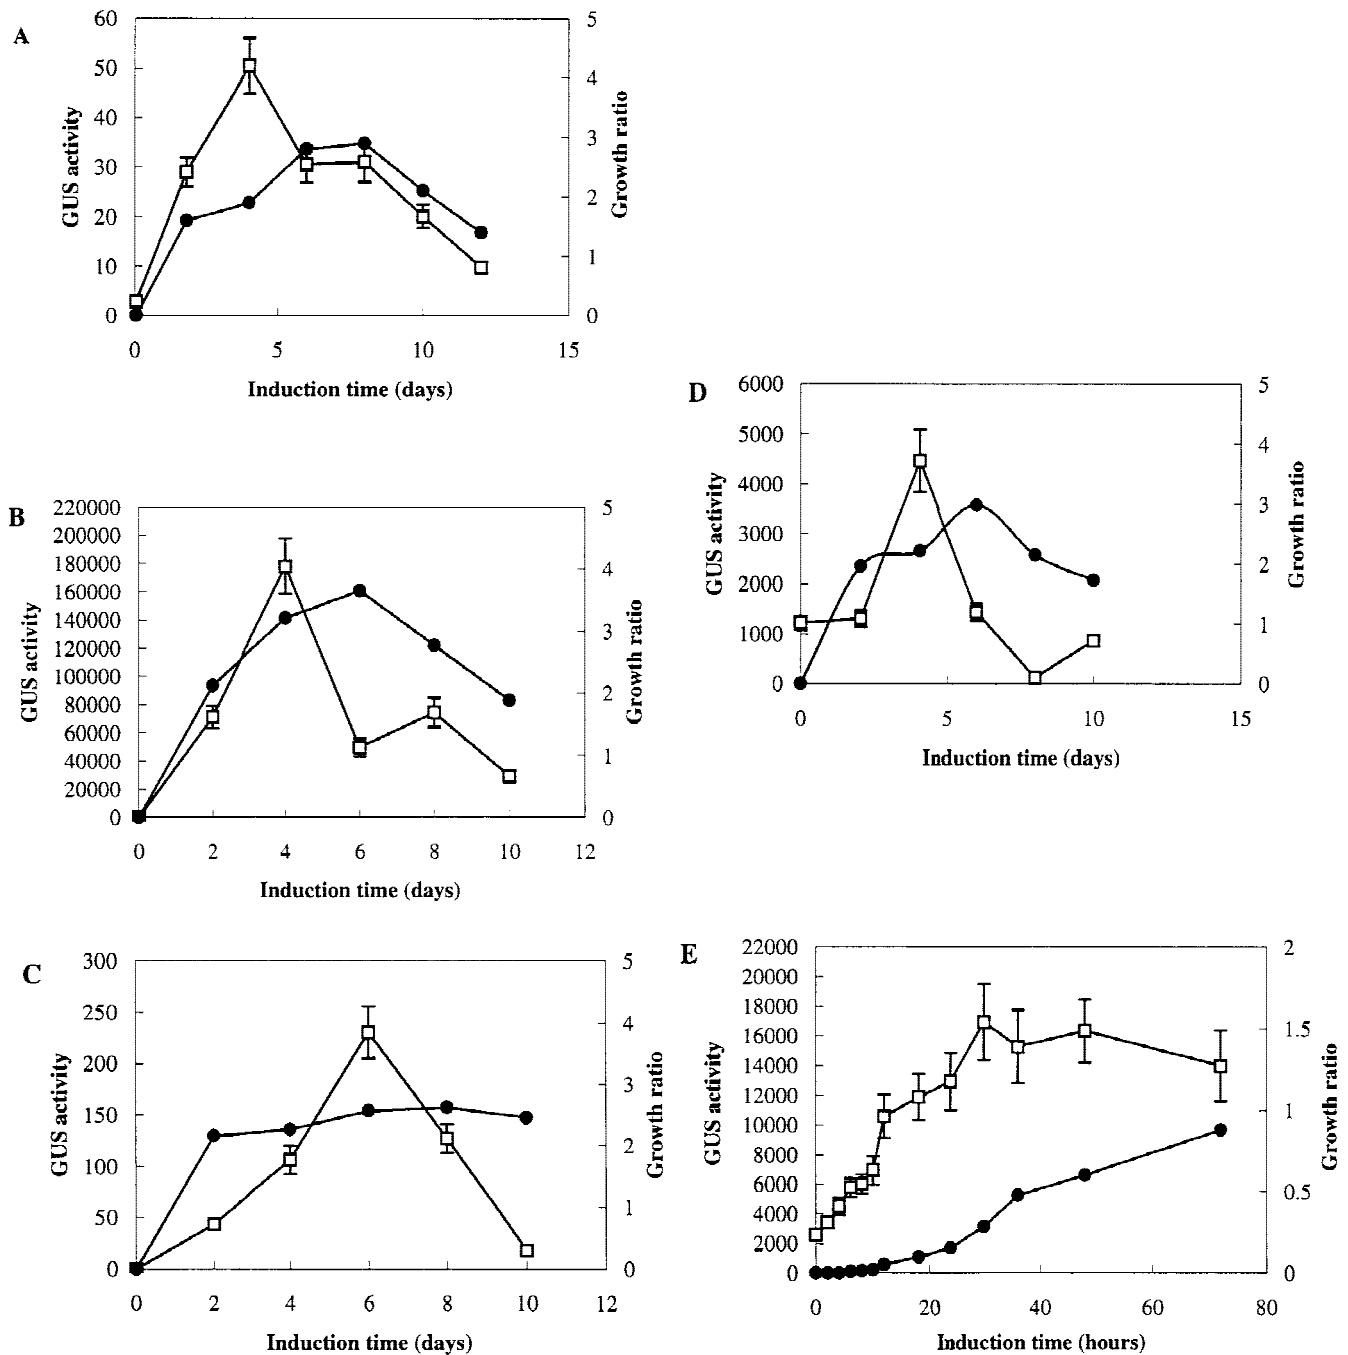 A
60
50
40
30
20
10
0
GUS activity
5
4
3
2
1
0
Growth ratio
0 5 10 15
Induction time (days)
B
220000
200000
180000
160000
140000
120000
100000
80000
60000
40000
20000
0
GUS activity
5
4
3
2
1
0
Growth ratio
0 2 4 6 8 10 12
Induction time (days)
C
300
250
200
150
100
50
0
GUS activity
5
4
3
2
1
0
Growth ratio
0 2 4 6 8 10 12
Induction time (days)
D
6000
5000
4000
3000
2000
1000
0
GUS activity
5
4
3
2
1
0
Growth ratio
0 5 10 15
Induction time (days)
E
22000
20000
18000
16000
14000
12000
10000
8000
6000
4000
2000
0
GUS activity
2
1.5
1
0.5
0
Growth ratio
0 20 40 60 80
Induction time (hours)